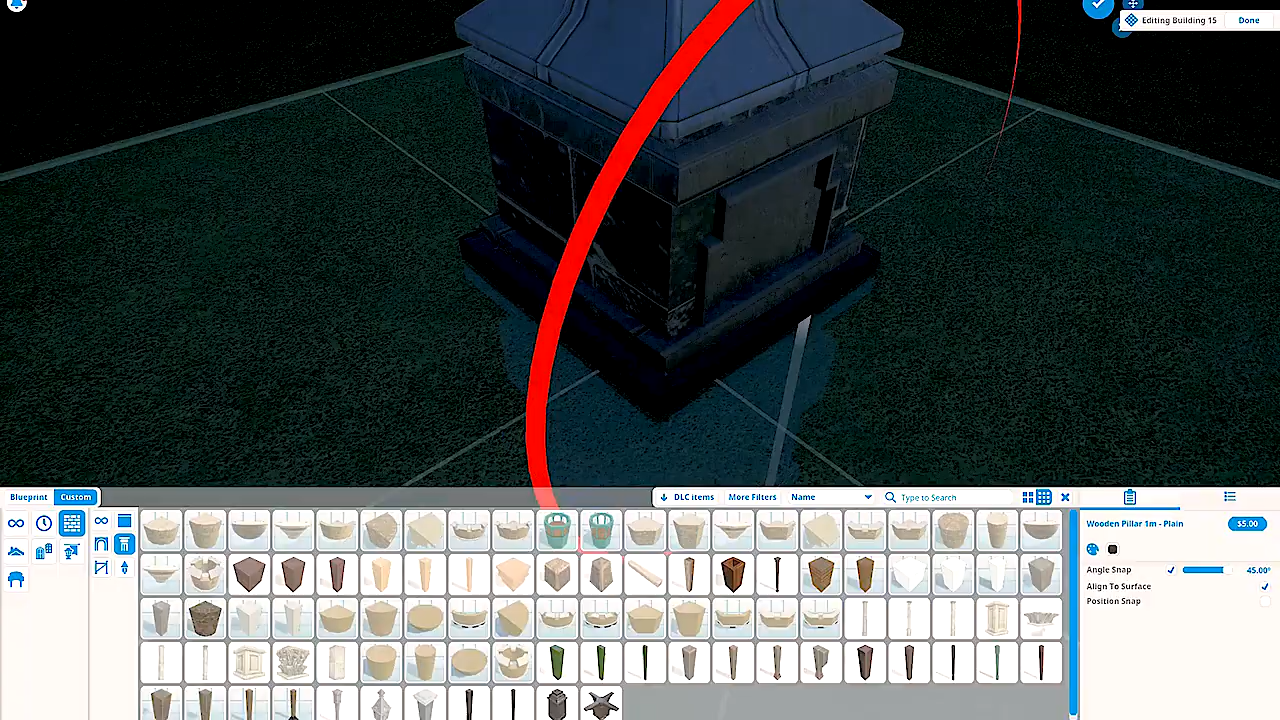 Editing Building 15 Done
Blueprint Custom DLC items More Filters Name Type to Search
Wooden Pillar 1m - Plain $5.00
Angle Snap 45.00°
Align To Surface
Position Snap